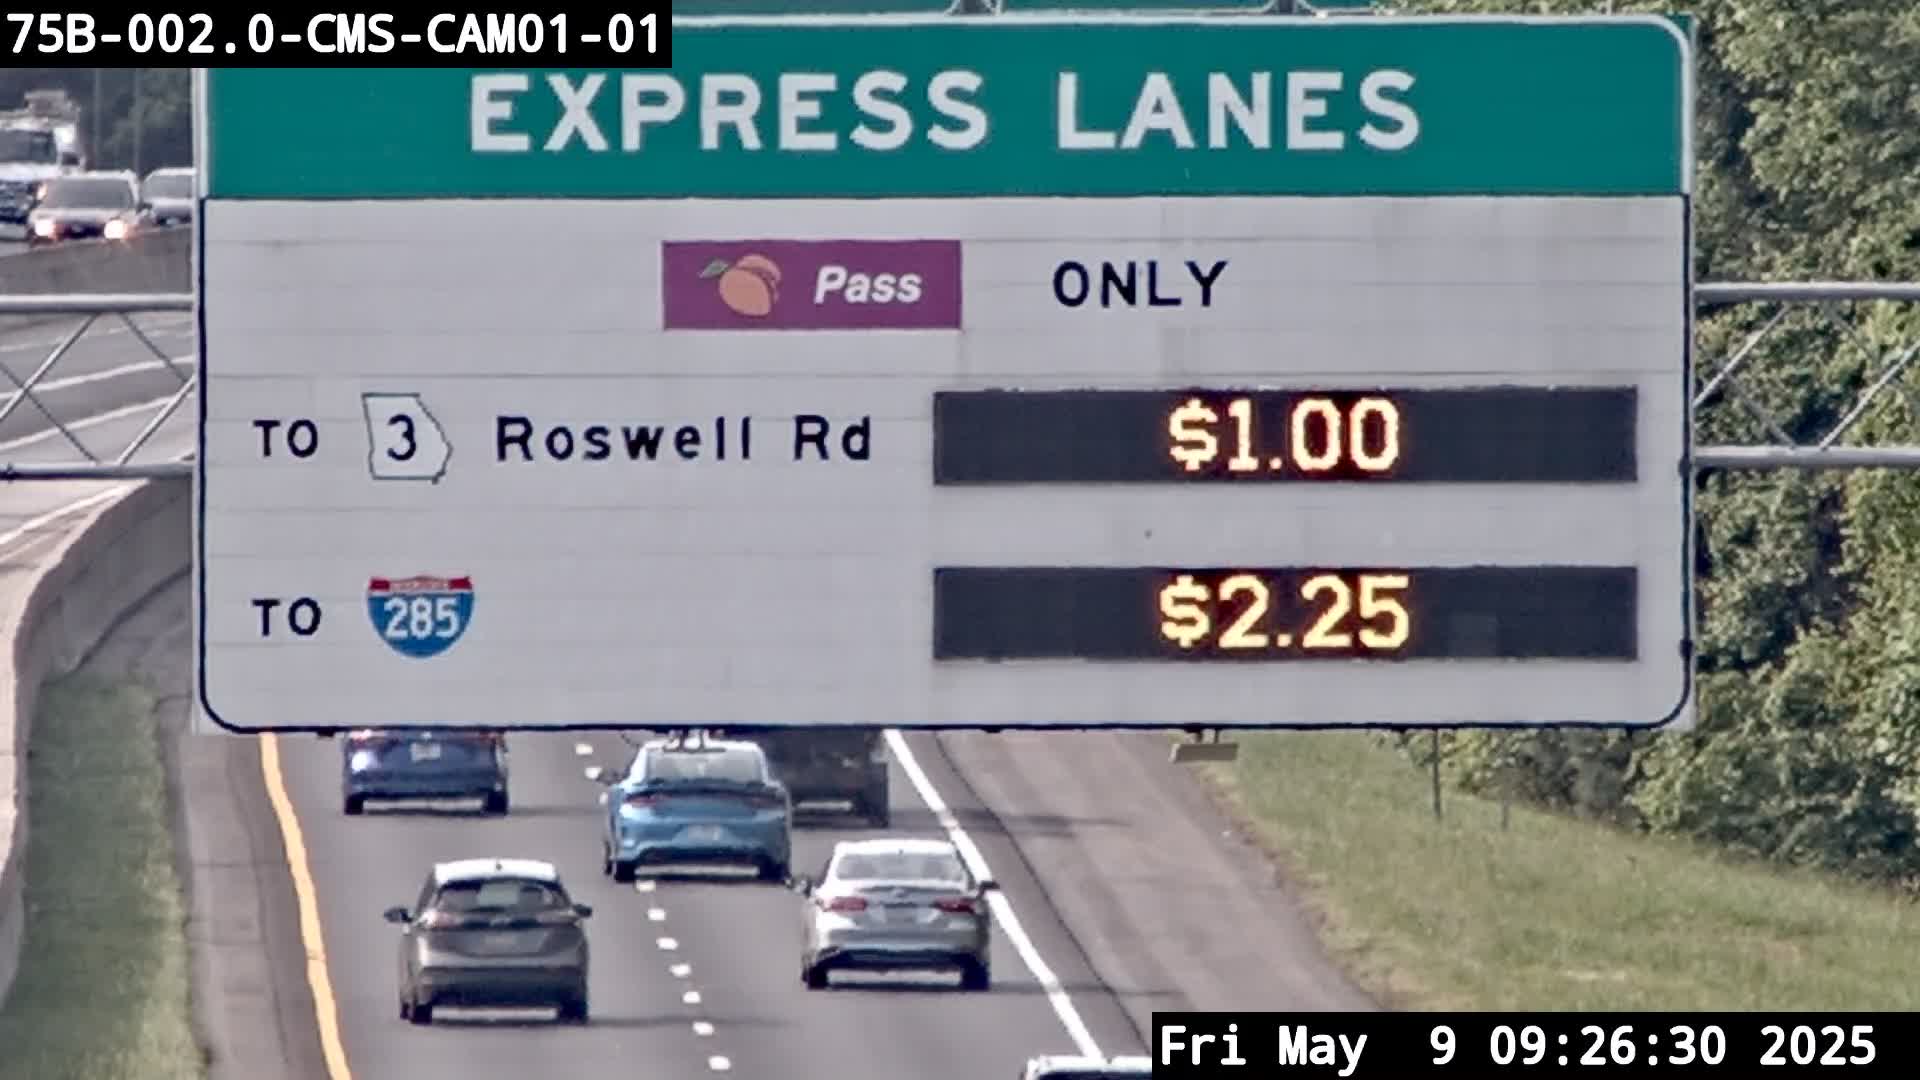 75B-002.0-CMS-CAM01-01
EXPRESS LANES
Pass ONLY
TO 3 Roswell Rd $1.00
TO 285 $2.25
Fri May 9 09:26:30 2025